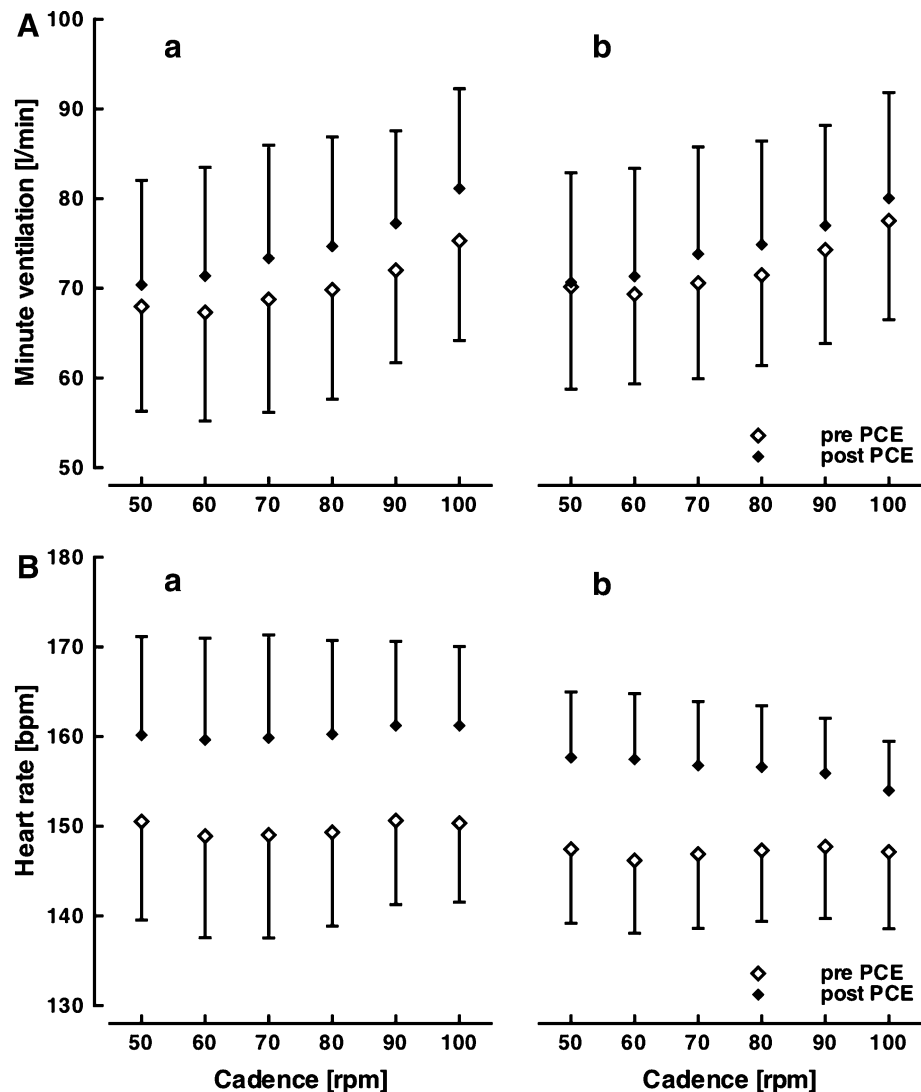 A
a
b
Minute ventilation [l/min]
100
90
80
70
60
50
pre PCE
post PCE
50 60 70 80 90 100
50 60 70 80 90 100
B
a
b
Heart rate [bpm]
180
170
160
150
140
130
pre PCE
post PCE
50 60 70 80 90 100
50 60 70 80 90 100
Cadence [rpm]
Cadence [rpm]